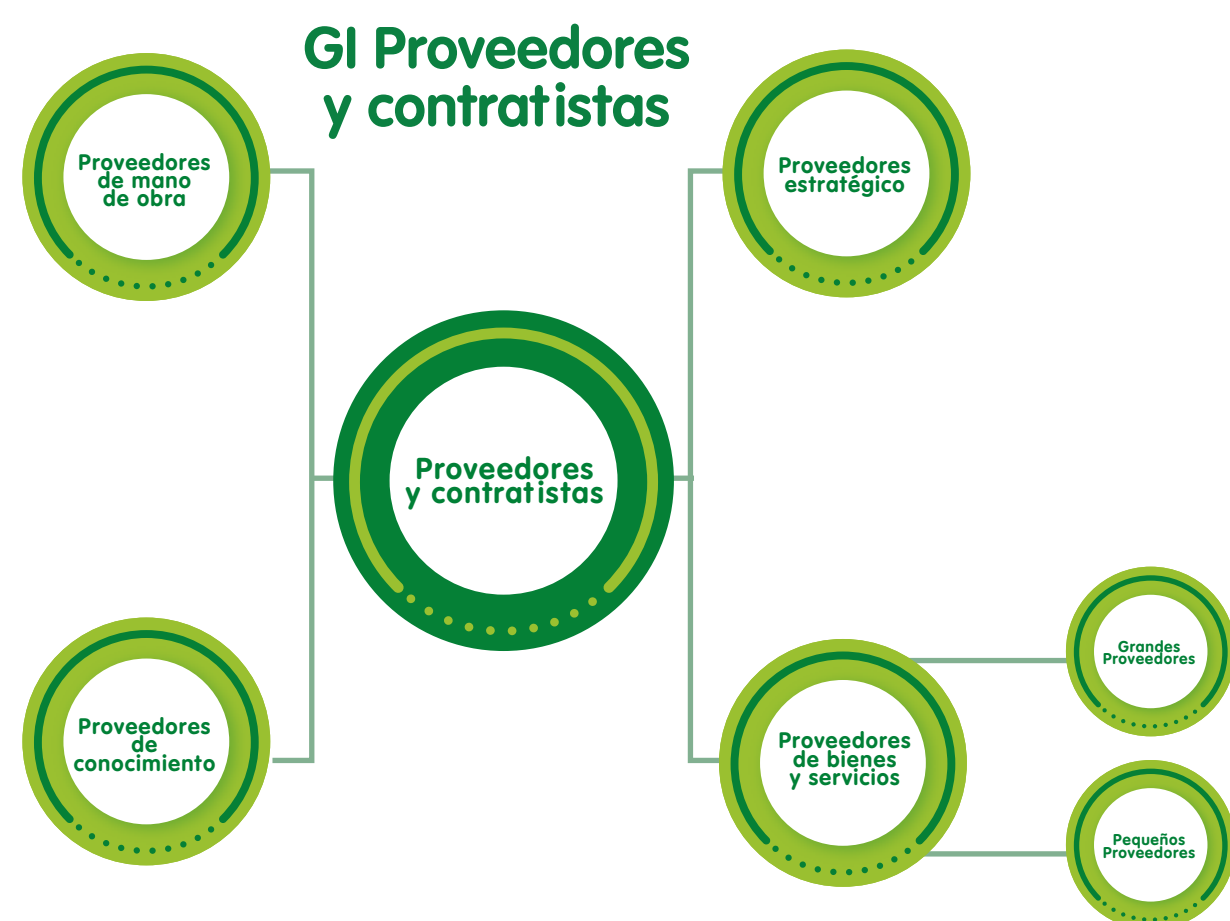 GI Proveedores
y contratistas
Proveedores
de mano
de obra
Proveedores
estratégico
Proveedores
y contratistas
Proveedores
de
conocimiento
Proveedores
de bienes
y servicios
Grandes
Proveedores
Pequeños
Proveedores